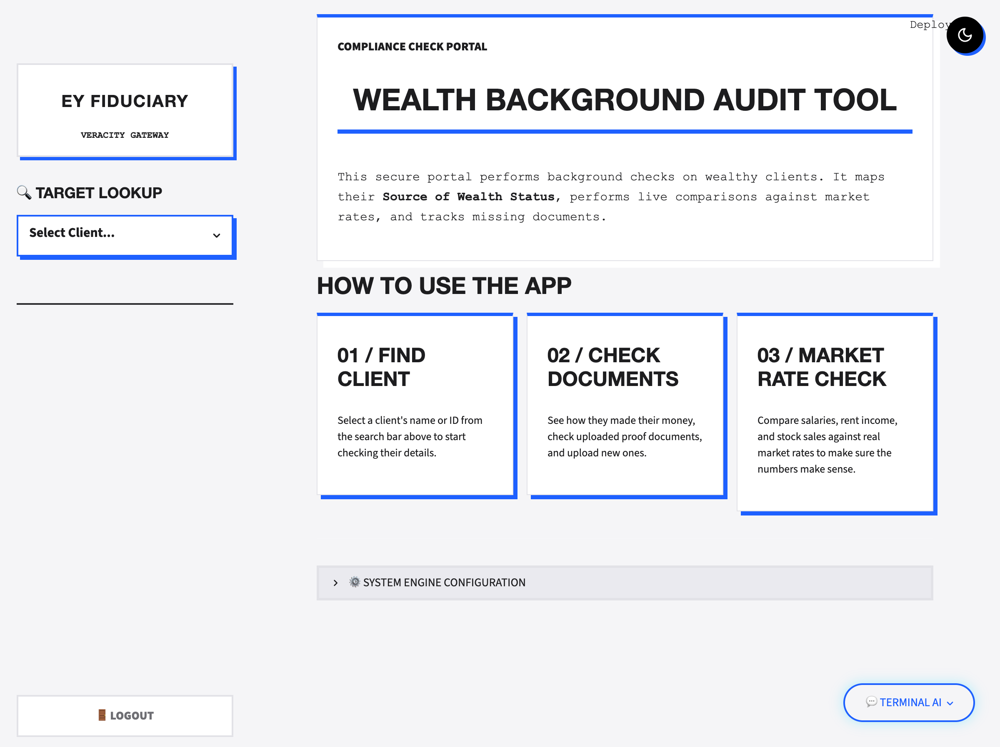 Deploy
EY FIDUCIARY
VERACITY GATEWAY
🔍 TARGET LOOKUP
Select Client...
🚪 LOGOUT
COMPLIANCE CHECK PORTAL
WEALTH BACKGROUND AUDIT TOOL
This secure portal performs background checks on wealthy clients. It maps
their Source of Wealth Status, performs live comparisons against market
rates, and tracks missing documents.
HOW TO USE THE APP
01 / FIND
CLIENT
Select a client's name or ID from
the search bar above to start
checking their details.
02 / CHECK
DOCUMENTS
See how they made their money,
check uploaded proof documents,
and upload new ones.
03 / MARKET
RATE CHECK
Compare salaries, rent income,
and stock sales against real
market rates to make sure the
numbers make sense.
⚙️ SYSTEM ENGINE CONFIGURATION
💬 TERMINAL AI